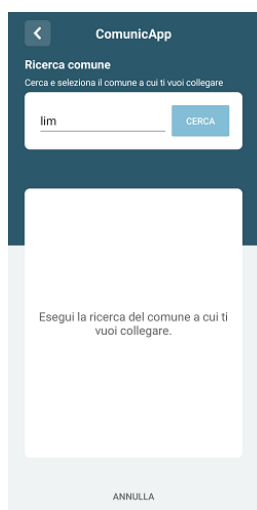 ComunicApp
Ricerca comune
Cerca e seleziona il comune a cui ti vuoi collegare
lim
CERCA
Esegui la ricerca del comune a cui ti
vuoi collegare.
ANNULLA